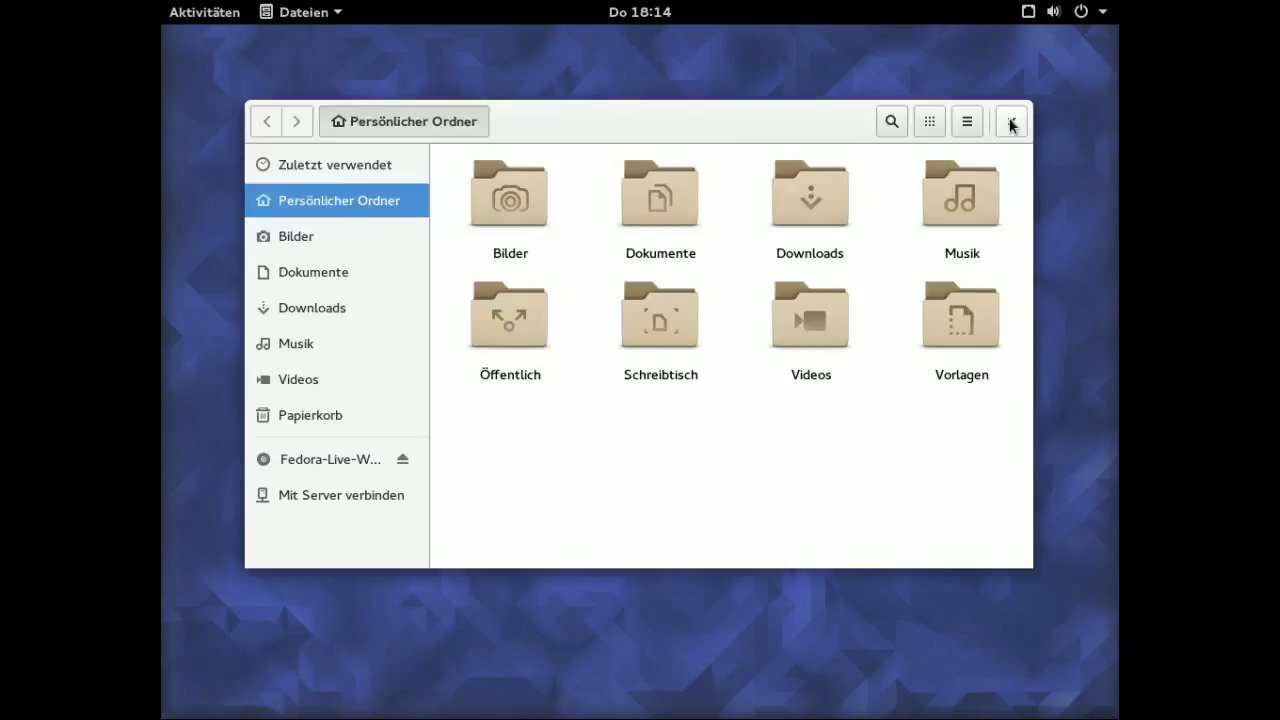 Aktivitäten Dateien Do 18:14
Persönlicher Ordner
Zuletzt verwendet
Persönlicher Ordner
Bilder
Dokumente
Downloads
Musik
Videos
Papierkorb
Fedora-Live-W...
Mit Server verbinden
Bilder Dokumente Downloads Musik
Öffentlich Schreibtisch Videos Vorlagen